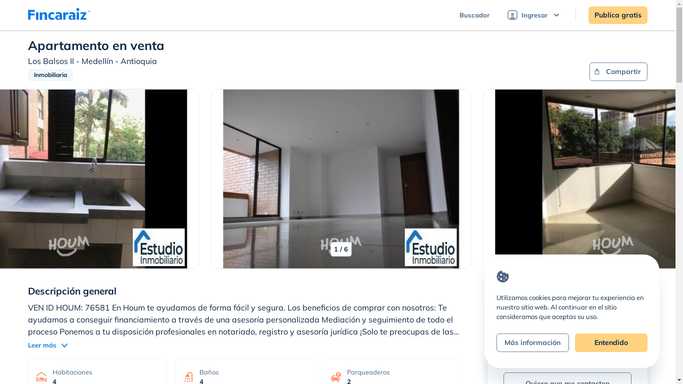 Fincaraiz
Buscador
Ingresar
Publica gratis
Apartamento en venta
Los Balsos II - Medellín - Antioquia
Inmobiliaria
Compartir
HOUM
Estudio
Inmobiliario
HOUM
1 / 6
Estudio
Inmobiliario
HOUM
Descripción general
VEN ID HOUM: 76581 En Houm te ayudamos de forma fácil y segura. Los beneficios de comprar con nosotros: Te
ayudamos a conseguir financiamiento a través de una asesoría personalizada Mediación y seguimiento de todo el
proceso Ponemos a tu disposición profesionales en notariado, registro y asesoría jurídica ¡Solo te preocupas de las...
Leer más
Habitaciones
4
Baños
4
Parqueaderos
2
Utilizamos cookies para mejorar tu experiencia en
nuestro sitio web. Al continuar en el sitio
consideramos que aceptas su uso.
Más información
Entendido
Quiero que me contacten